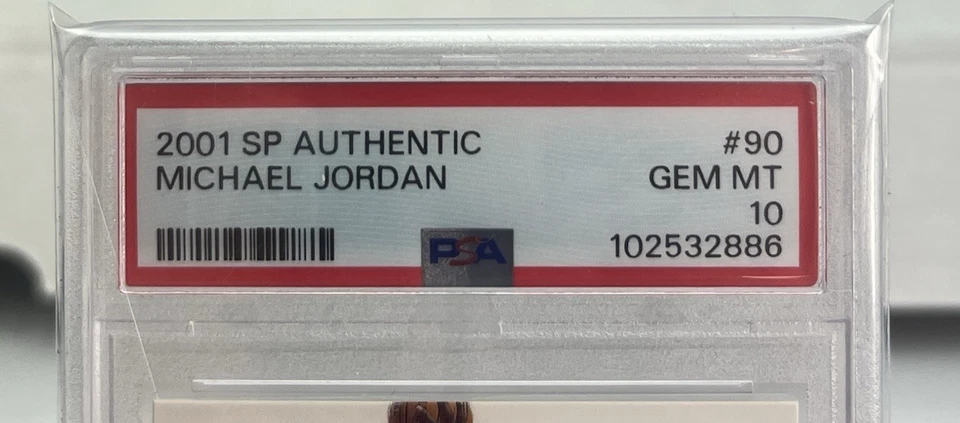 2001 SP AUTHENTIC #90
MICHAEL JORDAN GEM MT
10
PSA 102532886